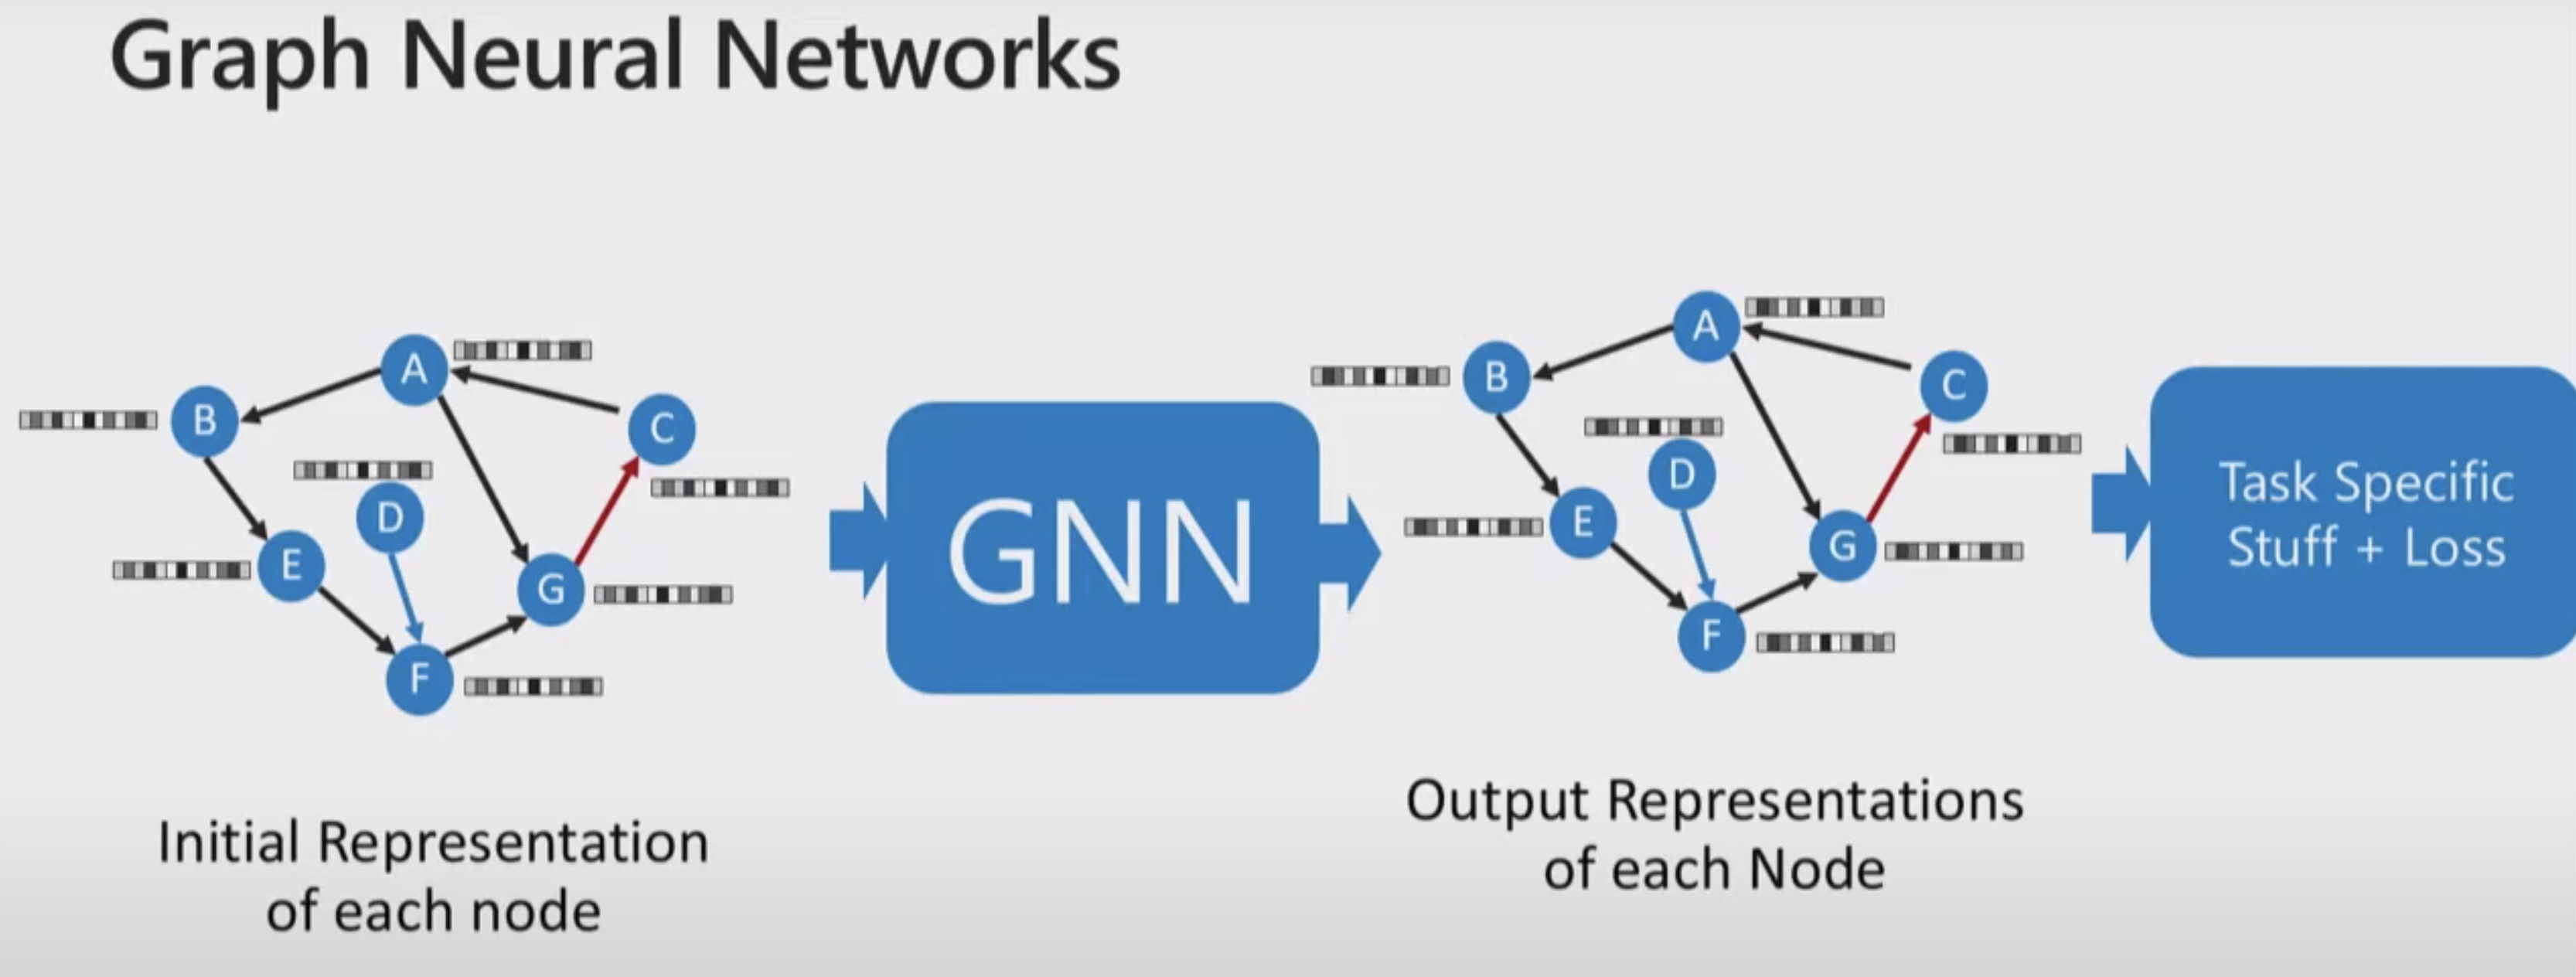 Graph Neural Networks
A
B
C
D
E
G
F
Initial Representation
of each node
GNN
A
B
C
D
E
G
F
Output Representations
of each Node
Task Specific
Stuff + Loss